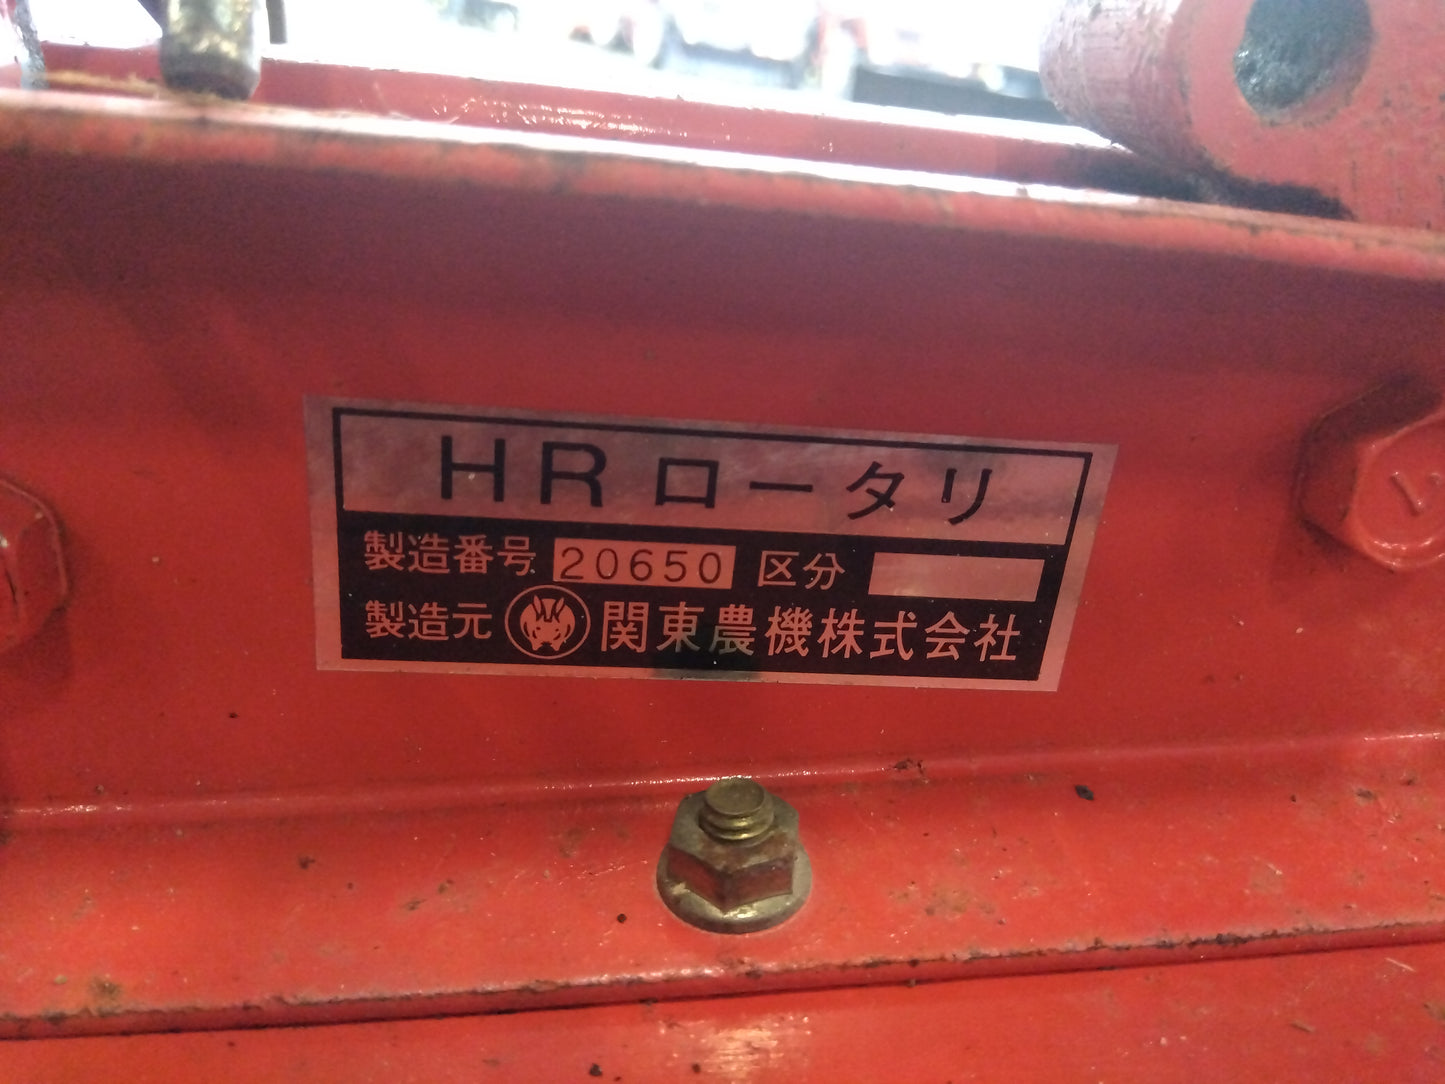 HRロータリ
製造番号 20650 区分
製造元 関東農機株式会社